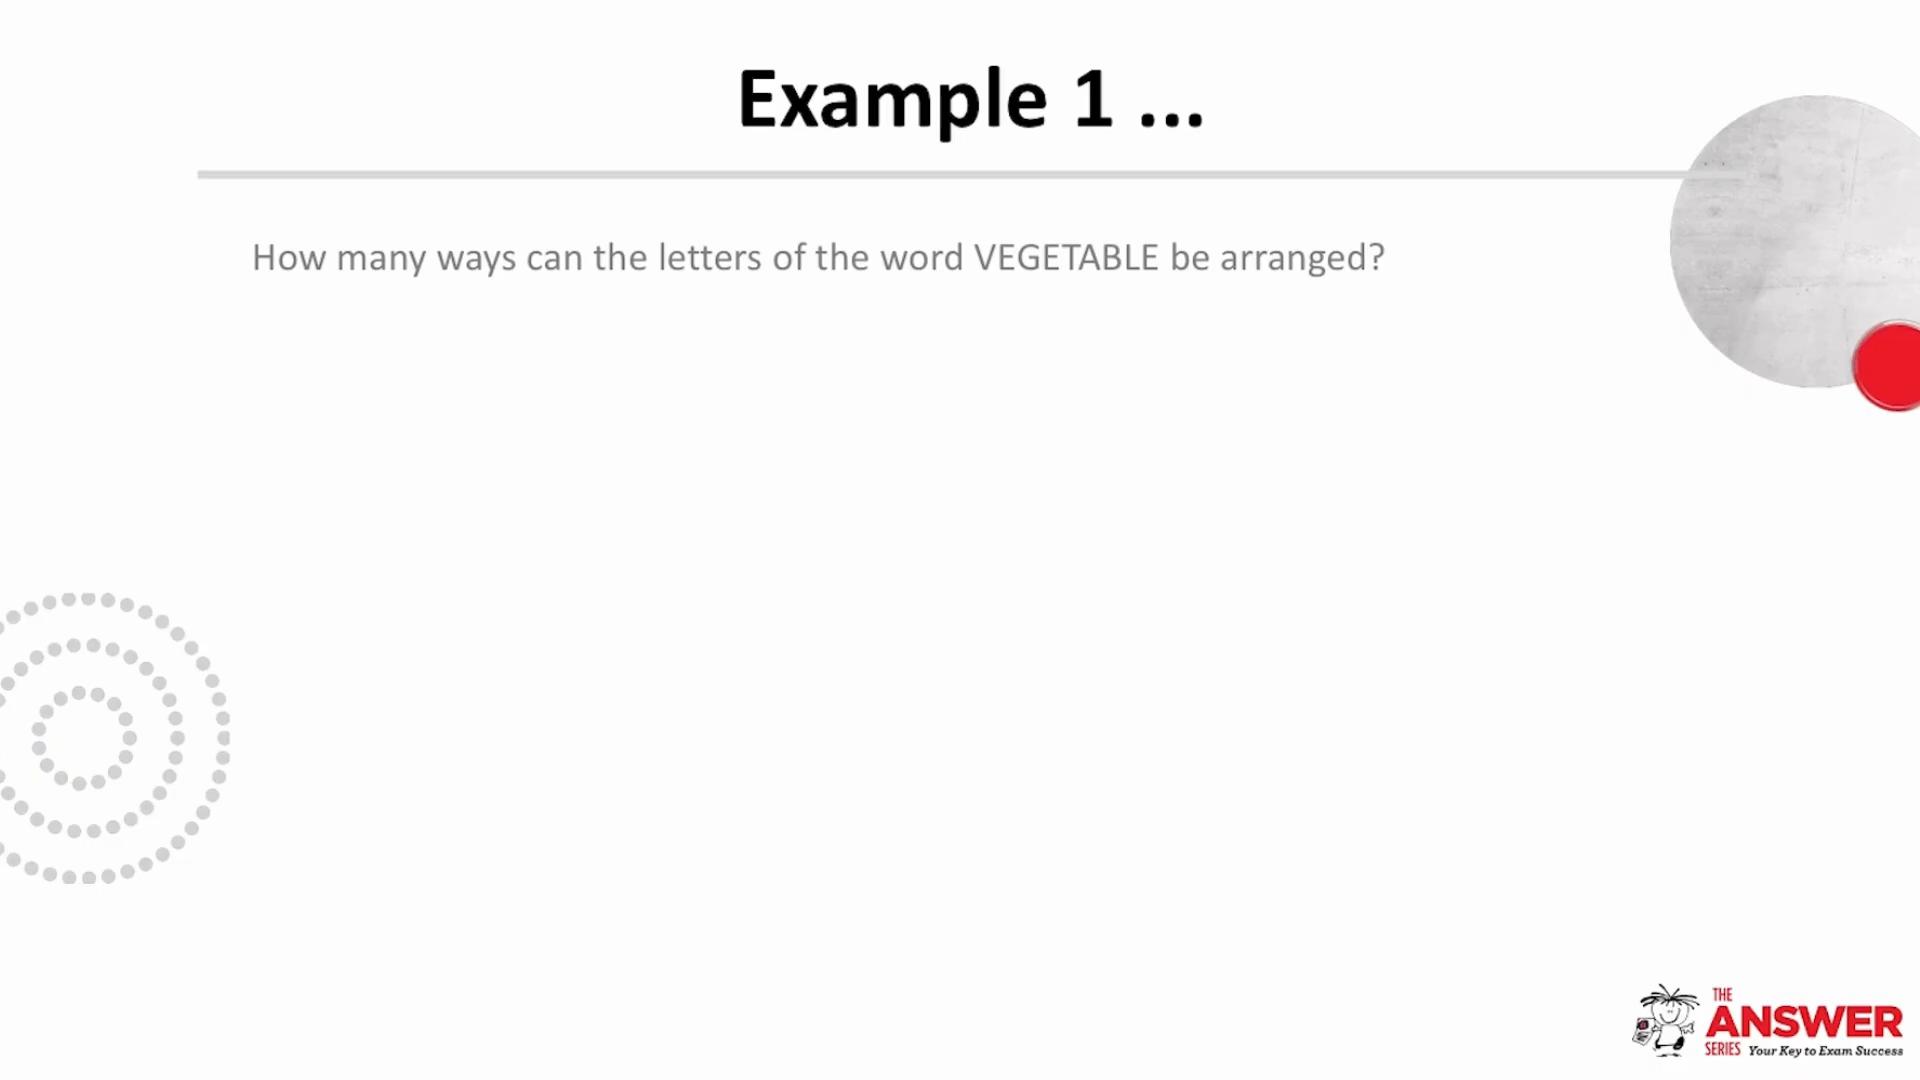 Example 1 ...
How many ways can the letters of the word VEGETABLE be arranged?
THE
ANSWER
SERIES Your Key to Exam Success